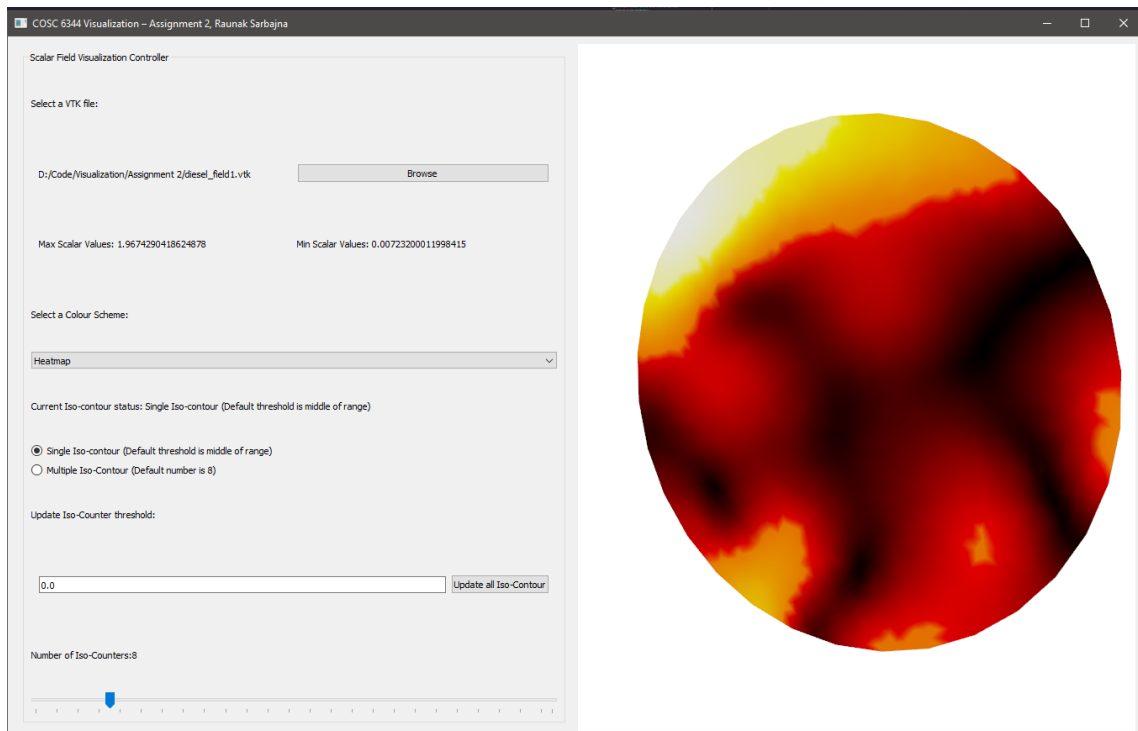 COSC 6344 Visualization – Assignment 2, Raunak Sarbajna
Scalar Field Visualization Controller
Select a VTK file:
D:/Code/Visualization/Assignment 2/diesel_field1.vtk Browse
Max Scalar Values: 1.9674290418624878 Min Scalar Values: 0.00723200011998415
Select a Colour Scheme:
Heatmap
Current Iso-contour status: Single Iso-contour (Default threshold is middle of range)
Single Iso-contour (Default threshold is middle of range)
Multiple Iso-Contour (Default number is 8)
Update Iso-Counter threshold:
0.0 Update all Iso-Contour
Number of Iso-Counters:8